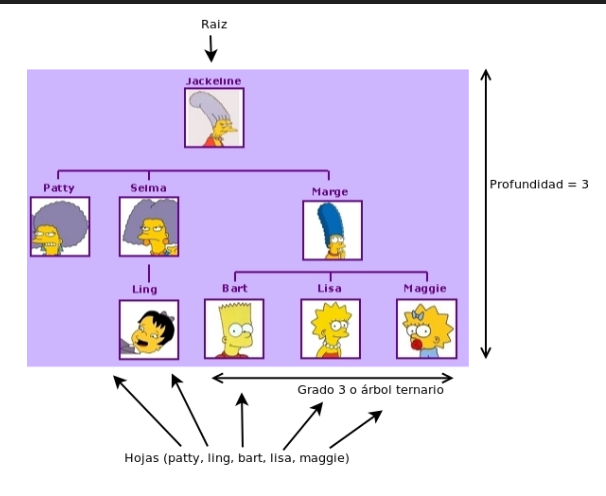 Raiz
Jackeline
Patty
Selma
Marge
Profundidad = 3
Ling
Bart
Lisa
Maggie
Grado 3 o árbol ternario
Hojas (patty, ling, bart, lisa, maggie)